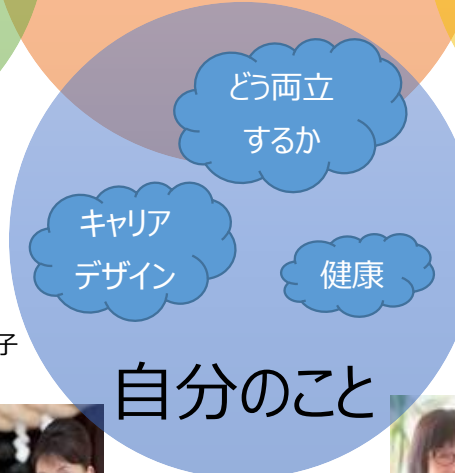 どう両立
するか
キャリア
デザイン
健康
子
自分のこと